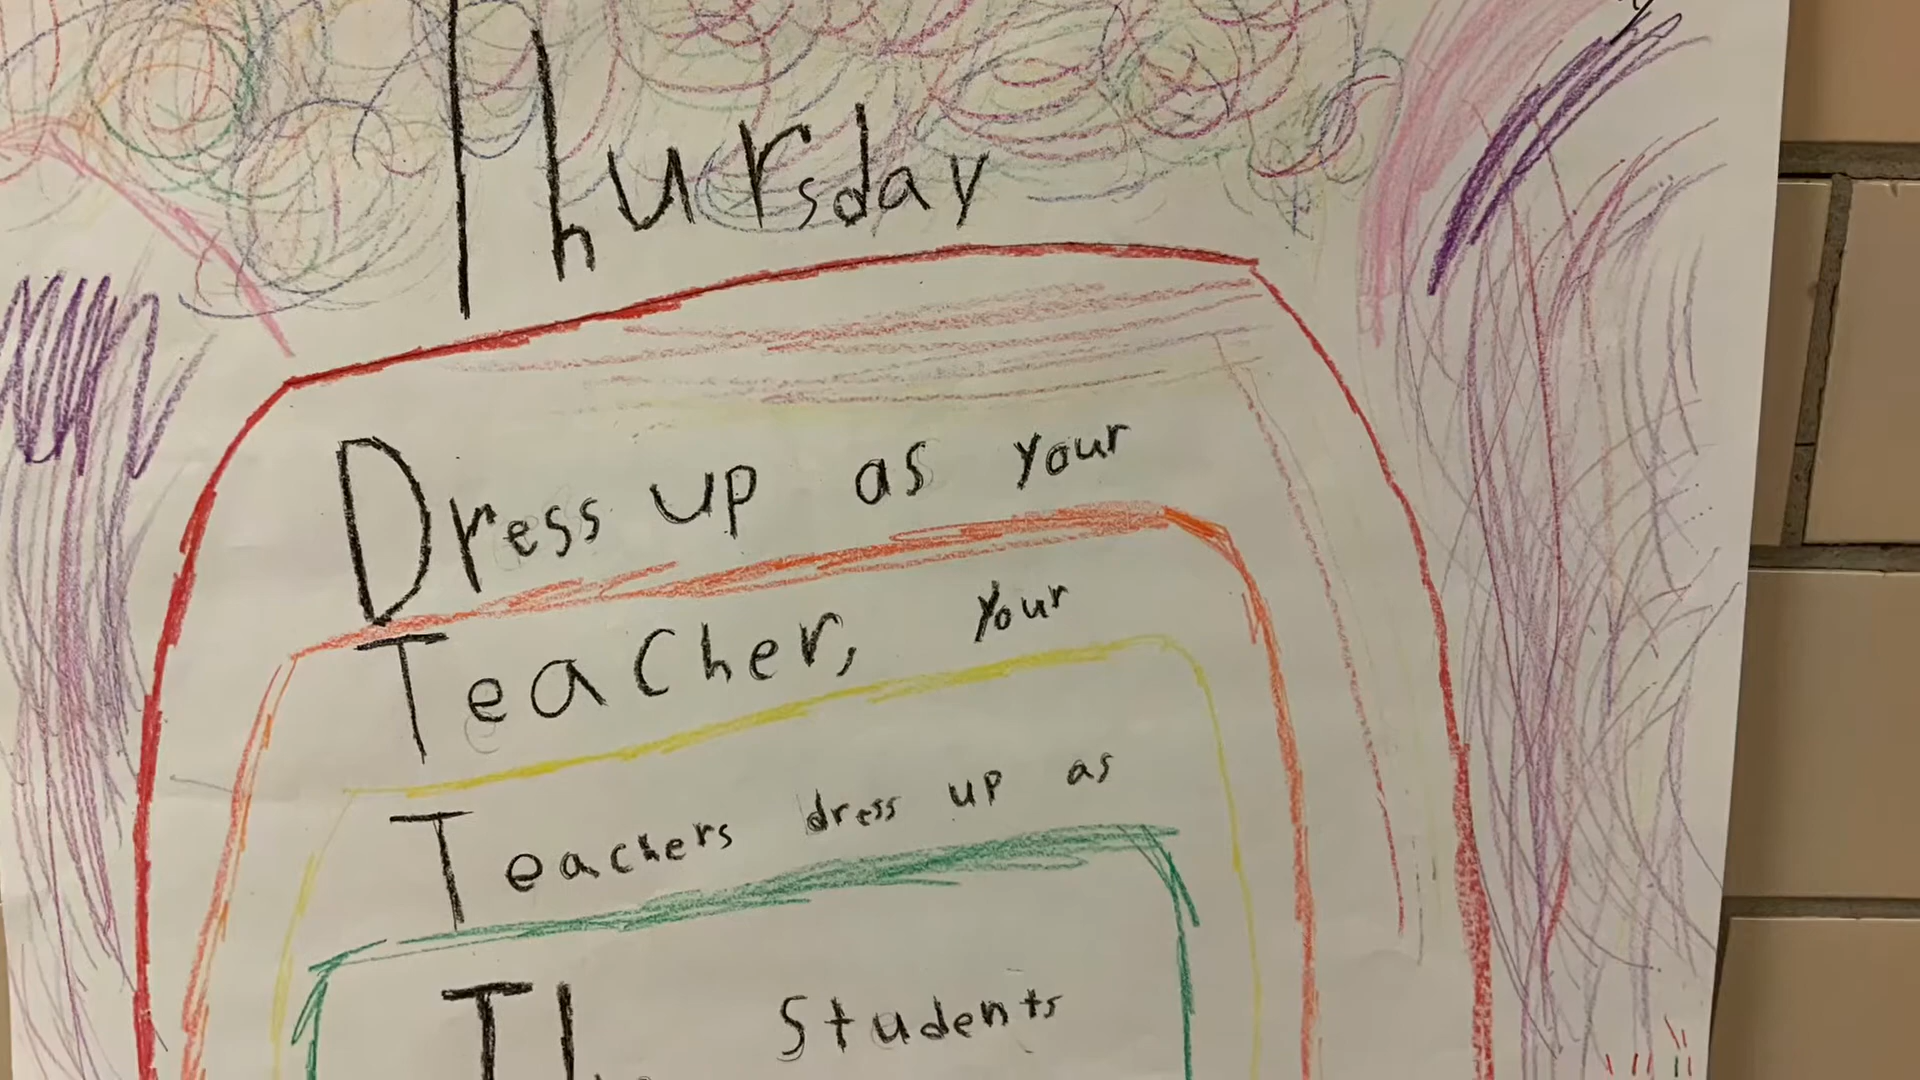 Thursday
Dress up as your
Teacher, your
Teachers dress up as
Students